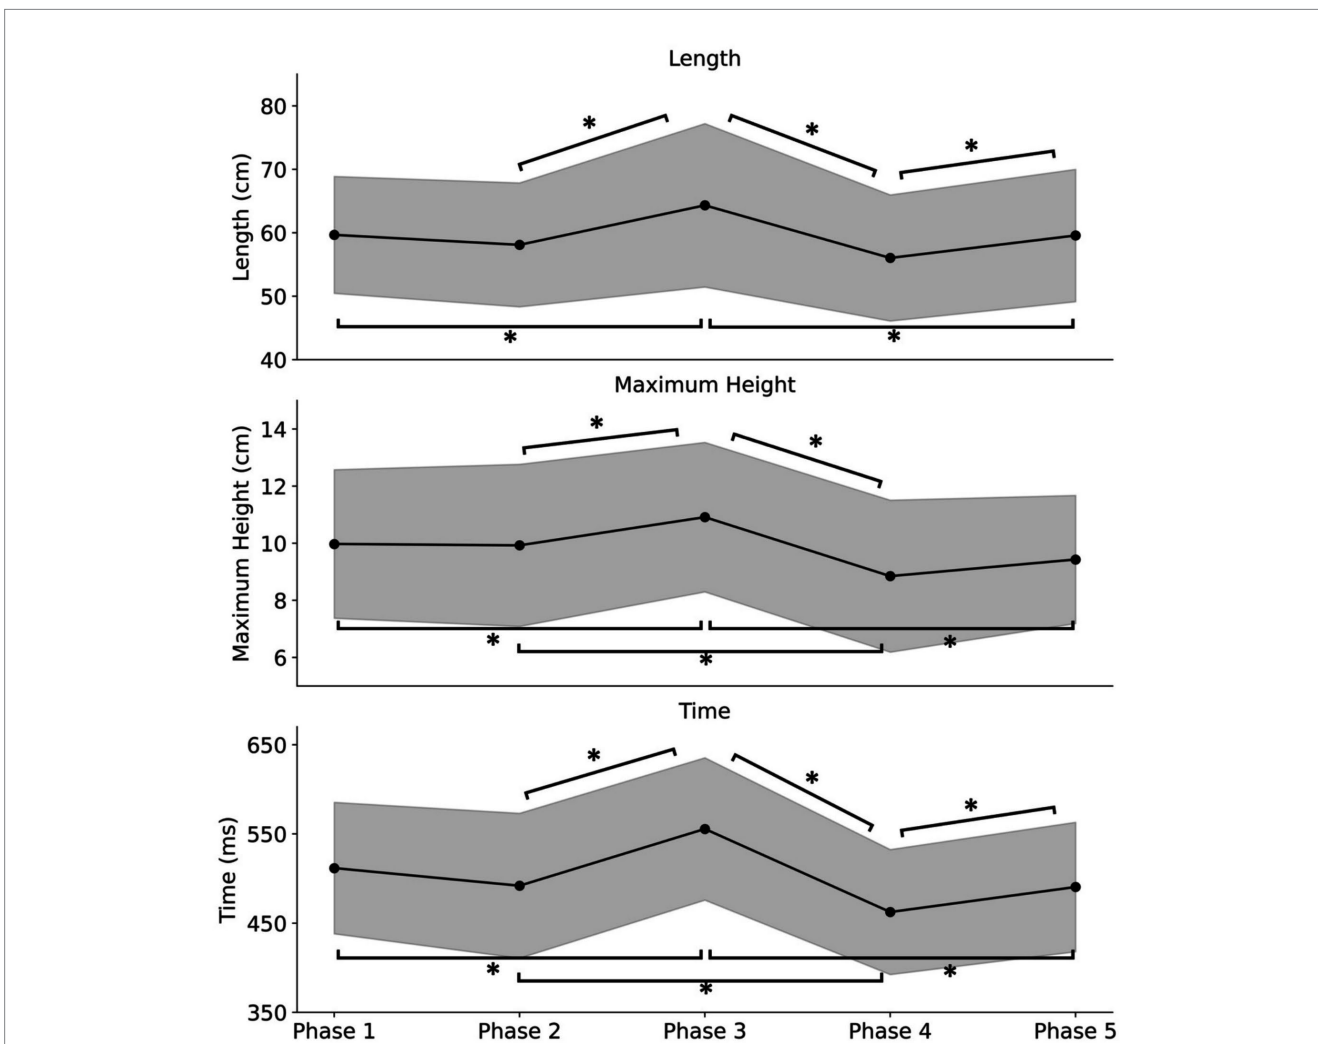 Length
Length (cm)
80
70
60
50
40
* * *
* *
Maximum Height
Maximum Height (cm)
14
12
10
8
6
* *
* * *
Time
Time (ms)
650
550
450
350
* * *
* * *
Phase 1 Phase 2 Phase 3 Phase 4 Phase 5